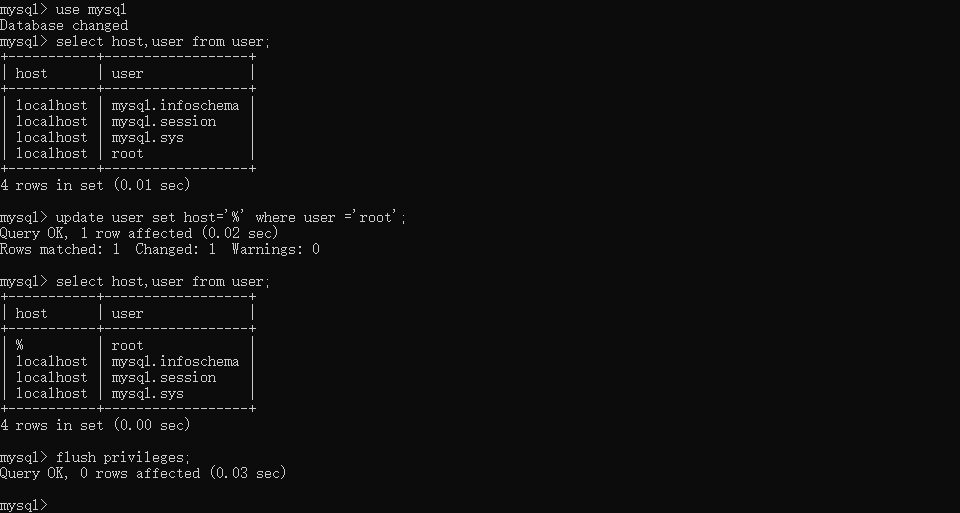 mysql> use mysql
Database changed
mysql> select host,user from user;
+-----------+------------------+
| host      | user             |
+-----------+------------------+
| localhost | mysql.infoschema |
| localhost | mysql.session    |
| localhost | mysql.sys        |
| localhost | root             |
+-----------+------------------+
4 rows in set (0.01 sec)

mysql> update user set host='%' where user ='root';
Query OK, 1 row affected (0.02 sec)
Rows matched: 1  Changed: 1  Warnings: 0

mysql> select host,user from user;
+-----------+------------------+
| host      | user             |
+-----------+------------------+
| %         | root             |
| localhost | mysql.infoschema |
| localhost | mysql.session    |
| localhost | mysql.sys        |
+-----------+------------------+
4 rows in set (0.00 sec)

mysql> flush privileges;
Query OK, 0 rows affected (0.03 sec)

mysql>